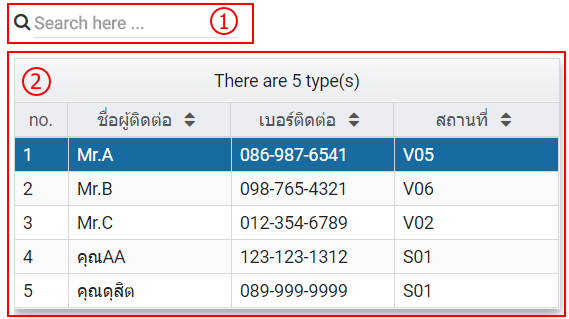 Search here ... 1
2 There are 5 type(s)
no. ชื่อผู้ติดต่อ เบอร์ติดต่อ สถานที่
1 Mr.A 086-987-6541 V05
2 Mr.B 098-765-4321 V06
3 Mr.C 012-354-6789 V02
4 คุณAA 123-123-1312 S01
5 คุณดุสิต 089-999-9999 S01